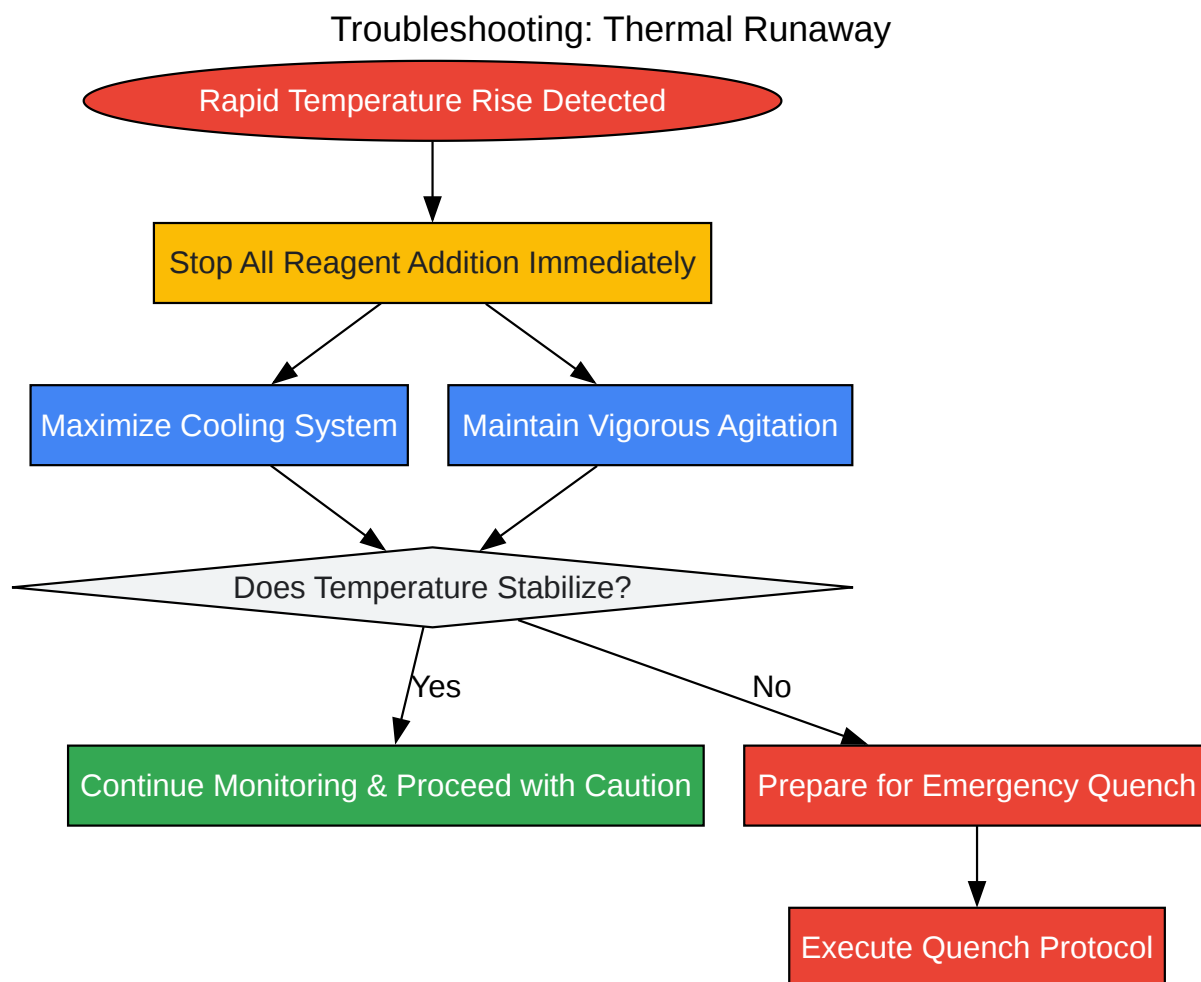 Troubleshooting: Thermal Runaway
Rapid Temperature Rise Detected
Stop All Reagent Addition Immediately
Maximize Cooling System
Maintain Vigorous Agitation
Does Temperature Stabilize?
Yes
No
Continue Monitoring & Proceed with Caution
Prepare for Emergency Quench
Execute Quench Protocol